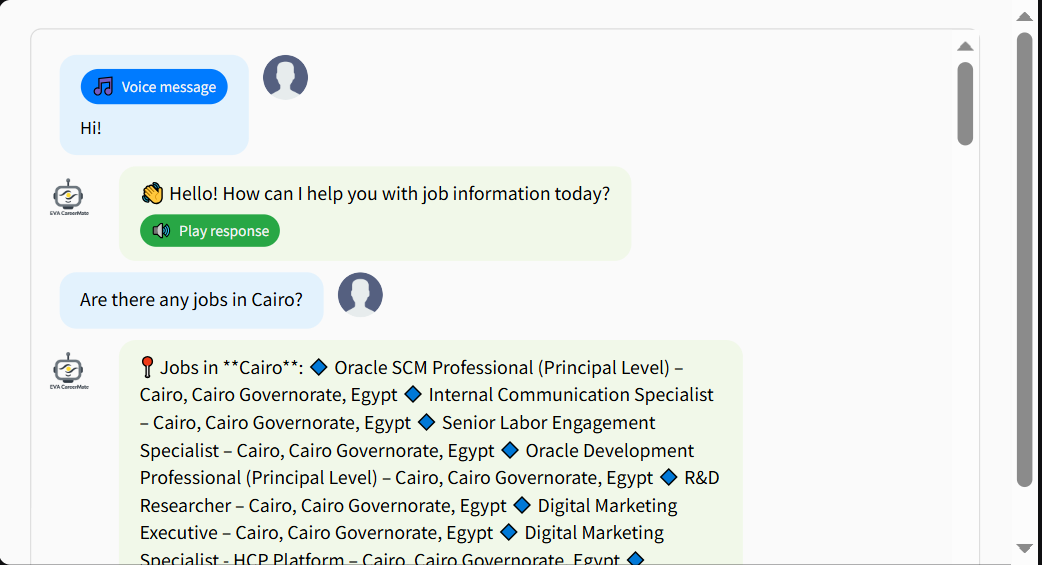 Voice message
Hi!
👋 Hello! How can I help you with job information today?
EVA CareerMate
Play response
Are there any jobs in Cairo?
📍 Jobs in **Cairo**: 🔷 Oracle SCM Professional (Principal Level) –
EVA CareerMate
Cairo, Cairo Governorate, Egypt 🔷 Internal Communication Specialist
– Cairo, Cairo Governorate, Egypt 🔷 Senior Labor Engagement
Specialist – Cairo, Cairo Governorate, Egypt 🔷 Oracle Development
Professional (Principal Level) – Cairo, Cairo Governorate, Egypt 🔷 R&D
Researcher – Cairo, Cairo Governorate, Egypt 🔷 Digital Marketing
Executive – Cairo, Cairo Governorate, Egypt 🔷 Digital Marketing
Specialist - HCP Platform – Cairo, Cairo Governorate, Egypt 🔷